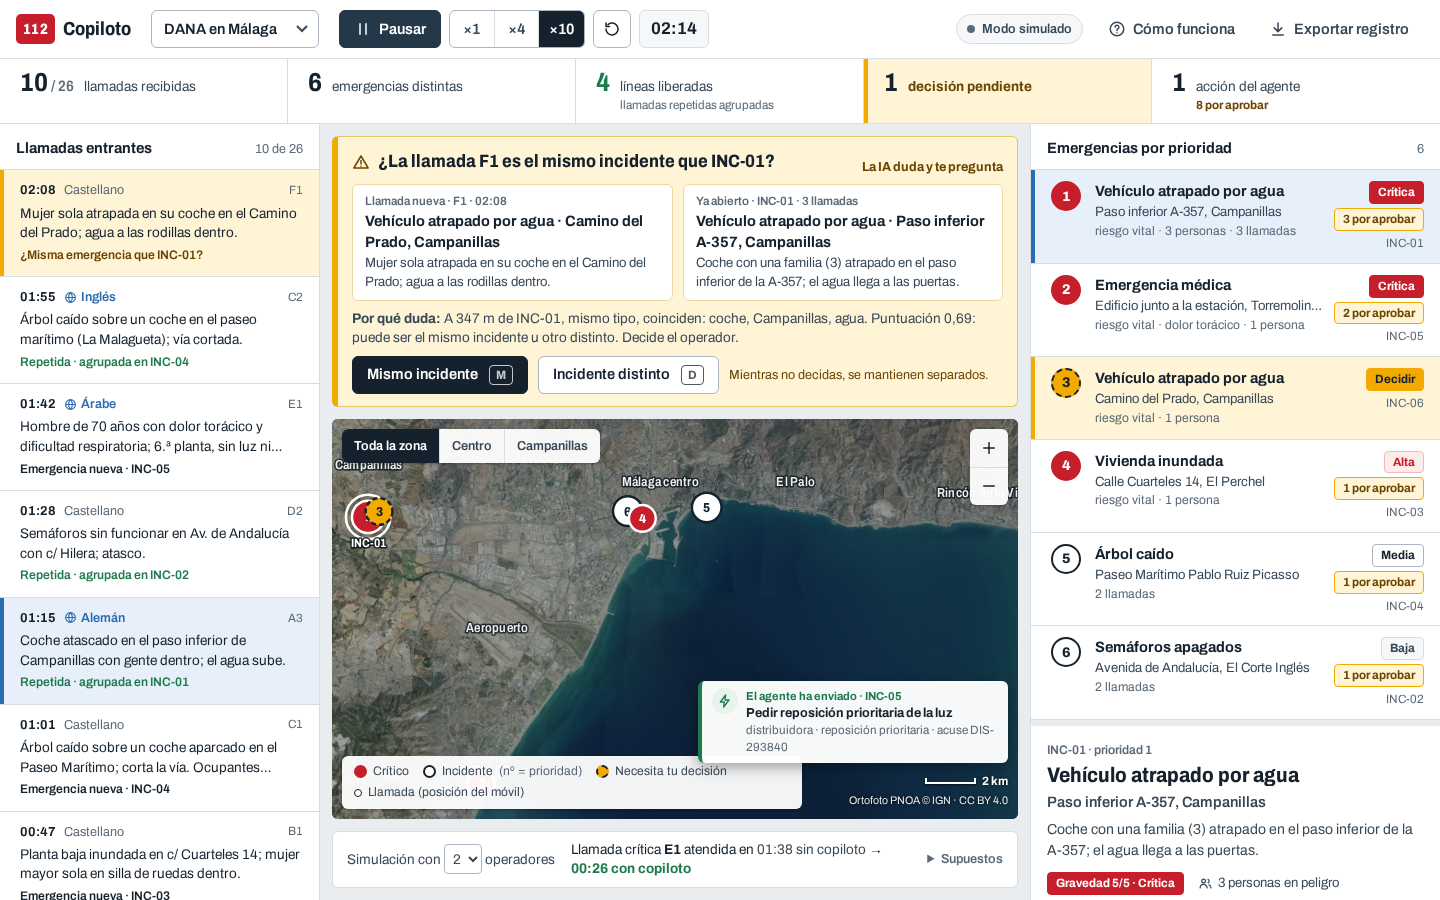 112 Copiloto
DANA en Málaga
Pausar
×1 ×4 ×10
02:14
Modo simulado
Cómo funciona
Exportar registro
10 / 26 llamadas recibidas
6 emergencias distintas
4 líneas liberadas
llamadas repetidas agrupadas
1 decisión pendiente
1 acción del agente
8 por aprobar
Llamadas entrantes 10 de 26
02:08 Castellano F1
Mujer sola atrapada en su coche en el Camino
del Prado; agua a las rodillas dentro.
¿Misma emergencia que INC-01?
01:55 Inglés C2
Árbol caído sobre un coche en el paseo
marítimo (La Malagueta); vía cortada.
Repetida · agrupada en INC-04
01:42 Árabe E1
Hombre de 70 años con dolor torácico y
dificultad respiratoria; 6.ª planta, sin luz ni...
Emergencia nueva · INC-05
01:28 Castellano D2
Semáforos sin funcionar en Av. de Andalucía
con c/ Hilera; atasco.
Repetida · agrupada en INC-02
01:15 Alemán A3
Coche atascado en el paso inferior de
Campanillas con gente dentro; el agua sube.
Repetida · agrupada en INC-01
01:01 Castellano C1
Árbol caído sobre un coche aparcado en el
Paseo Marítimo; corta la vía. Ocupantes...
Emergencia nueva · INC-04
00:47 Castellano B1
Planta baja inundada en c/ Cuarteles 14; mujer
mayor sola en silla de ruedas dentro.
Emergencia nueva · INC-03
¿La llamada F1 es el mismo incidente que INC-01?
La IA duda y te pregunta
Llamada nueva · F1 · 02:08
Vehículo atrapado por agua · Camino del
Prado, Campanillas
Mujer sola atrapada en su coche en el Camino del
Prado; agua a las rodillas dentro.
Ya abierto · INC-01 · 3 llamadas
Vehículo atrapado por agua · Paso inferior
A-357, Campanillas
Coche con una familia (3) atrapado en el paso
inferior de la A-357; el agua llega a las puertas.
Por qué duda: A 347 m de INC-01, mismo tipo, coinciden: coche, Campanillas, agua. Puntuación 0,69:
puede ser el mismo incidente u otro distinto. Decide el operador.
Mismo incidente M
Incidente distinto D
Mientras no decidas, se mantienen separados.
Toda la zona Centro Campanillas
+
−
Campanillas
Málaga centro
El Palo
Rincón de la Vi
3
INC-01
6
4
5
Aeropuerto
El agente ha enviado · INC-05
Pedir reposición prioritaria de la luz
distribuidora · reposición prioritaria · acuse DIS-
293840
Crítico Incidente (nº = prioridad) Necesita tu decisión
Llamada (posición del móvil)
2 km
Ortofoto PNOA © IGN · CC BY 4.0
Simulación con 2 operadores
Llamada crítica E1 atendida en 01:38 sin copiloto →
00:26 con copiloto
Supuestos
Emergencias por prioridad 6
1 Vehículo atrapado por agua Crítica
Paso inferior A-357, Campanillas 3 por aprobar
riesgo vital · 3 personas · 3 llamadas
INC-01
2 Emergencia médica Crítica
Edificio junto a la estación, Torremolin... 2 por aprobar
riesgo vital · dolor torácico · 1 persona
INC-05
3 Vehículo atrapado por agua Decidir
Camino del Prado, Campanillas INC-06
riesgo vital · 1 persona
4 Vivienda inundada Alta
Calle Cuarteles 14, El Perchel 1 por aprobar
riesgo vital · 1 persona
INC-03
5 Árbol caído Media
Paseo Marítimo Pablo Ruiz Picasso 1 por aprobar
2 llamadas
INC-04
6 Semáforos apagados Baja
Avenida de Andalucía, El Corte Inglés 1 por aprobar
2 llamadas
INC-02
INC-01 · prioridad 1
Vehículo atrapado por agua
Paso inferior A-357, Campanillas
Coche con una familia (3) atrapado en el paso inferior de la
A-357; el agua llega a las puertas.
Gravedad 5/5 · Crítica 3 personas en peligro